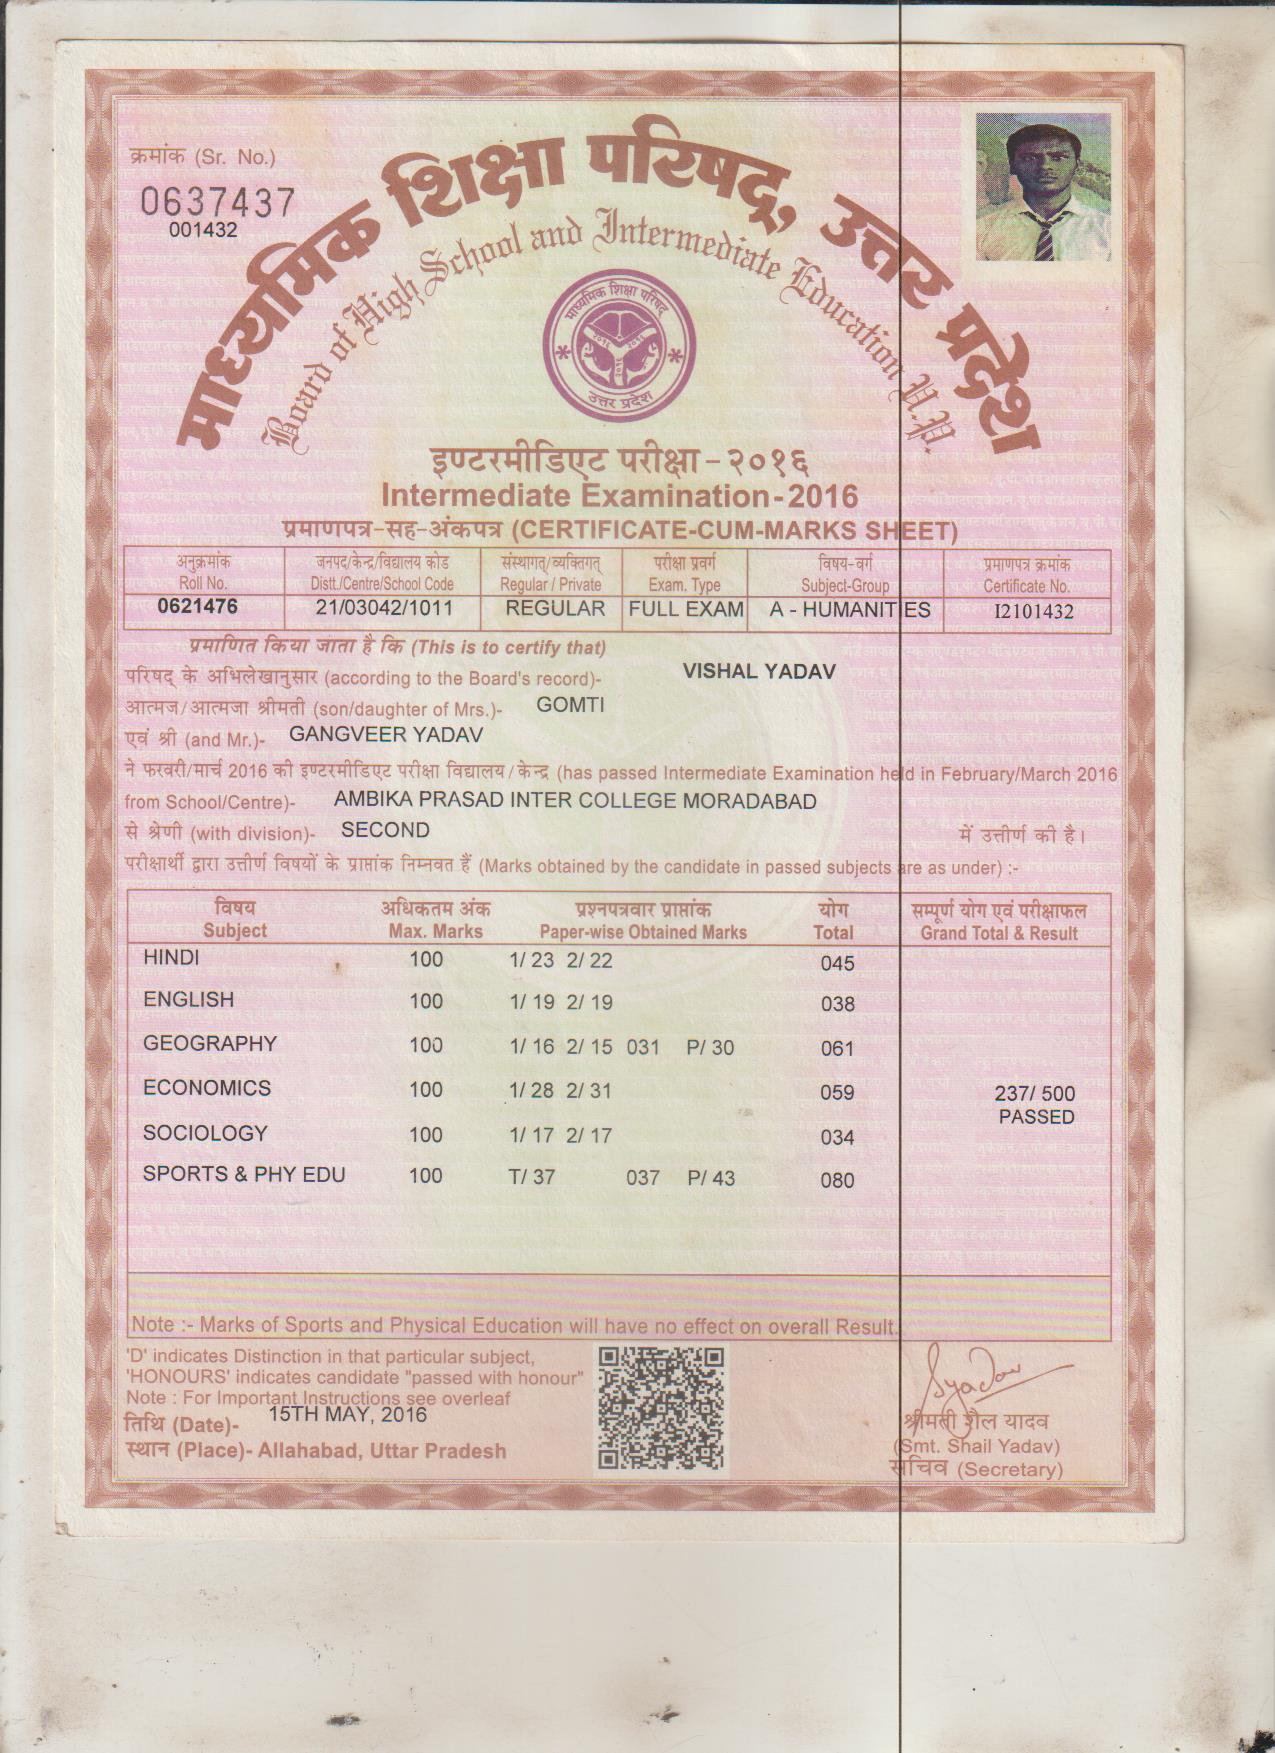 क्रमांक (Sr. No.)
0637437
001432
माध्यमिक शिक्षा परिषद्, उत्तर प्रदेश
Board of High School and Intermediate Education U.P.
माध्यमिक शिक्षा परिषद
उत्तर प्रदेश
इण्टरमीडिएट परीक्षा - २०१६
Intermediate Examination - 2016
प्रमाणपत्र-सह-अंकपत्र (CERTIFICATE-CUM-MARKS SHEET)
अनुक्रमांक जनपद/केन्द्र/विद्यालय कोड संस्थागत्/व्यक्तिगत् परीक्षा प्रवर्ग विषय-वर्ग प्रमाणपत्र क्रमांक
Roll No. Distt./Centre/School Code Regular / Private Exam. Type Subject-Group Certificate No.
0621476 21/03042/1011 REGULAR FULL EXAM A - HUMANITIES I2101432
प्रमाणित किया जाता है कि (This is to certify that)
परिषद् के अभिलेखानुसार (according to the Board's record)- VISHAL YADAV
आत्मज/आत्मजा श्रीमती (son/daughter of Mrs.)- GOMTI
एवं श्री (and Mr.)- GANGVEER YADAV
ने फरवरी/मार्च 2016 की इण्टरमीडिएट परीक्षा विद्यालय/केन्द्र (has passed Intermediate Examination held in February/March 2016
from School/Centre)- AMBIKA PRASAD INTER COLLEGE MORADABAD
से श्रेणी (with division)- SECOND में उत्तीर्ण की है।
परीक्षार्थी द्वारा उत्तीर्ण विषयों के प्राप्तांक निम्नवत हैं (Marks obtained by the candidate in passed subjects are as under) :-
विषय अधिकतम अंक प्रश्नपत्रवार प्राप्तांक योग सम्पूर्ण योग एवं परीक्षाफल
Subject Max. Marks Paper-wise Obtained Marks Total Grand Total & Result
HINDI 100 1/ 23 2/ 22 045
ENGLISH 100 1/ 19 2/ 19 038
GEOGRAPHY 100 1/ 16 2/ 15 031 P/ 30 061
ECONOMICS 100 1/ 28 2/ 31 059 237/ 500
PASSED
SOCIOLOGY 100 1/ 17 2/ 17 034
SPORTS & PHY EDU 100 T/ 37 037 P/ 43 080
Note :- Marks of Sports and Physical Education will have no effect on overall Result.
'D' indicates Distinction in that particular subject,
'HONOURS' indicates candidate "passed with honour"
Note : For Important Instructions see overleaf
तिथि (Date)- 15TH MAY, 2016
स्थान (Place)- Allahabad, Uttar Pradesh
Syadav
श्रीमती शैल यादव
(Smt. Shail Yadav)
सचिव (Secretary)